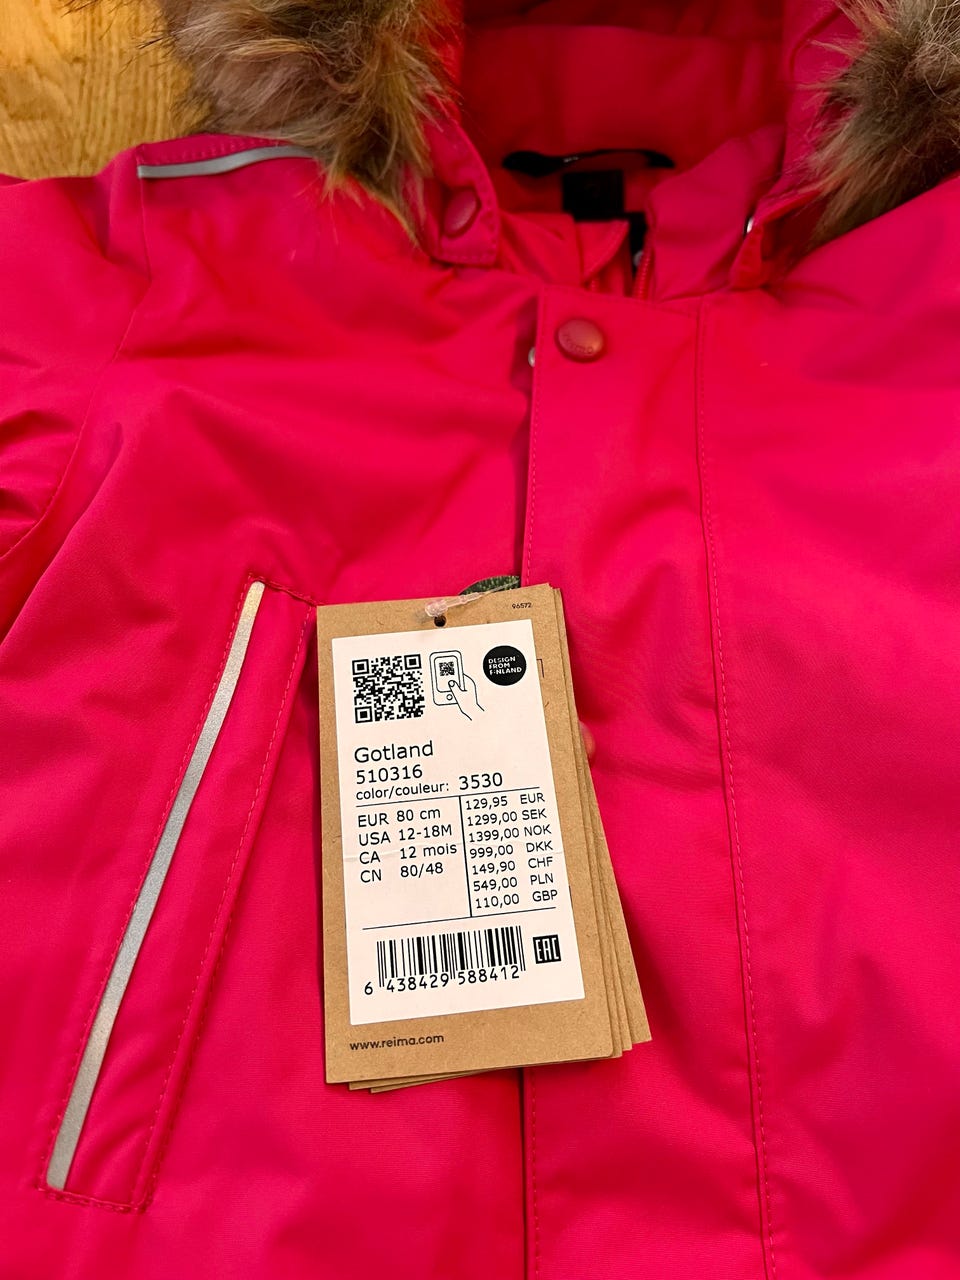 reima
96572
DESIGN
FROM
FINLAND
Gotland
510316
color/couleur: 3530
EUR 80 cm
USA 12-18M
CA 12 mois
CN 80/48
129,95 EUR
1299,00 SEK
1399,00 NOK
999,00 DKK
149,90 CHF
549,00 PLN
110,00 GBP
6 438429 588412
EAC
www.reima.com